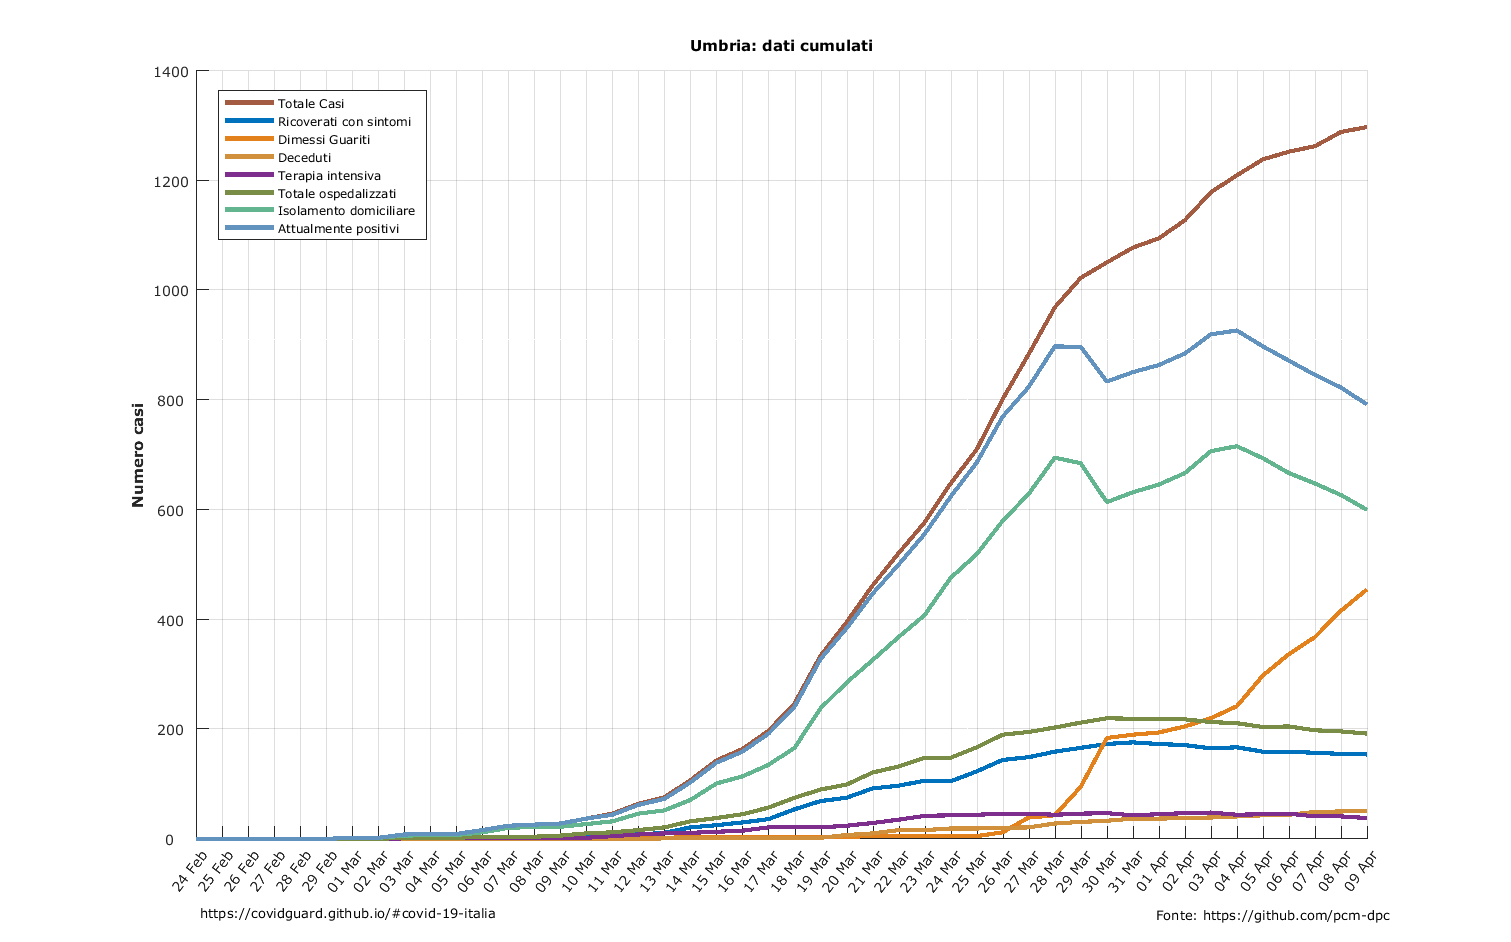 Umbria: dati cumulati
1400
1200
1000
800
600
400
200
0
Numero casi
Totale Casi
Ricoverati con sintomi
Dimessi Guariti
Deceduti
Terapia intensiva
Totale ospedalizzati
Isolamento domiciliare
Attualmente positivi
24 Feb
25 Feb
26 Feb
27 Feb
28 Feb
29 Feb
01 Mar
02 Mar
03 Mar
04 Mar
05 Mar
06 Mar
07 Mar
08 Mar
09 Mar
10 Mar
11 Mar
12 Mar
13 Mar
14 Mar
15 Mar
16 Mar
17 Mar
18 Mar
19 Mar
20 Mar
21 Mar
22 Mar
23 Mar
24 Mar
25 Mar
26 Mar
27 Mar
28 Mar
29 Mar
30 Mar
31 Mar
01 Apr
02 Apr
03 Apr
04 Apr
05 Apr
06 Apr
07 Apr
08 Apr
09 Apr
https://covidguard.github.io/#covid-19-italia
Fonte: https://github.com/pcm-dpc